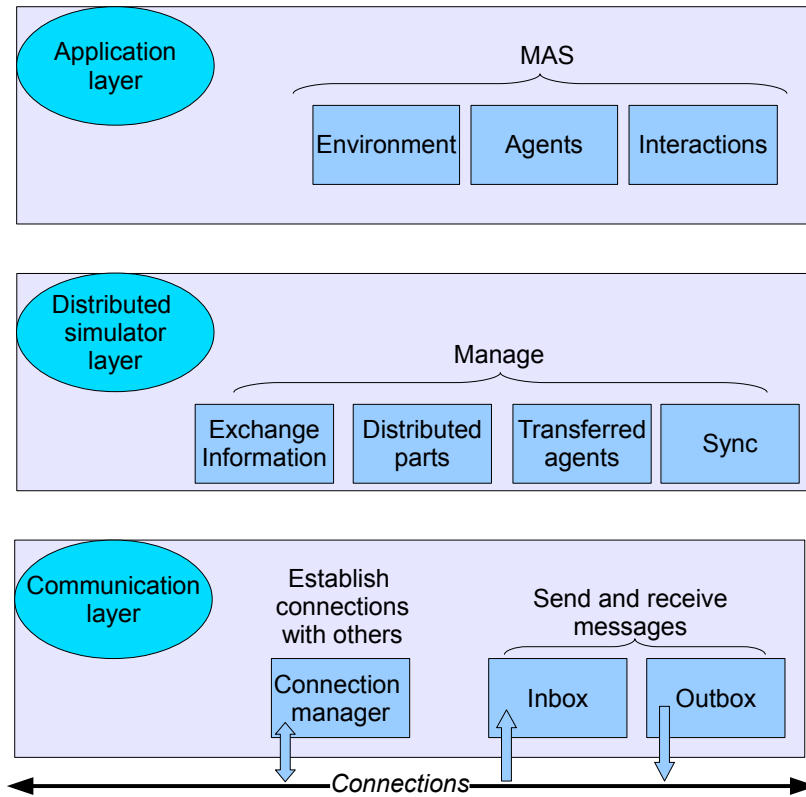 Application
layer
MAS
Environment
Agents
Interactions
Distributed
simulator
layer
Manage
Exchange
Information
Distributed
parts
Transferred
agents
Sync
Communication
layer
Establish
connections
with others
Send and receive
messages
Connection
manager
Inbox
Outbox
Connections